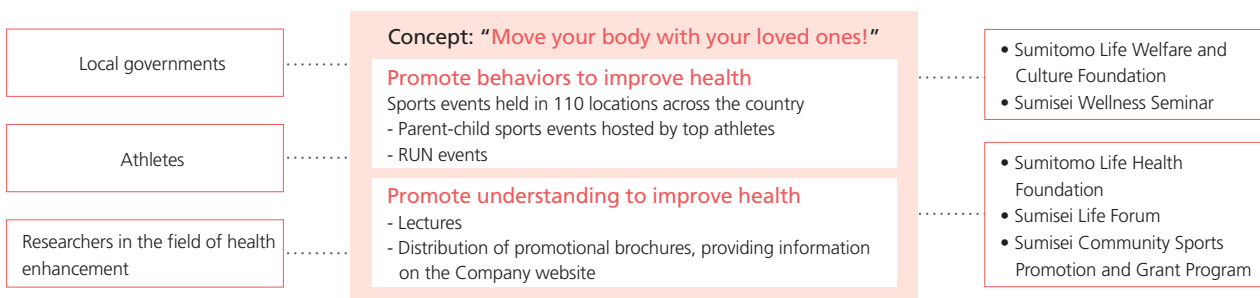 Local governments
Athletes
Researchers in the field of health
enhancement
Concept: “Move your body with your loved ones!”
Promote behaviors to improve health
Sports events held in 110 locations across the country
- Parent-child sports events hosted by top athletes
- RUN events
Promote understanding to improve health
- Lectures
- Distribution of promotional brochures, providing information
on the Company website
• Sumitomo Life Welfare and
Culture Foundation
• Sumisei Wellness Seminar
• Sumitomo Life Health
Foundation
• Sumisei Life Forum
• Sumisei Community Sports
Promotion and Grant Program